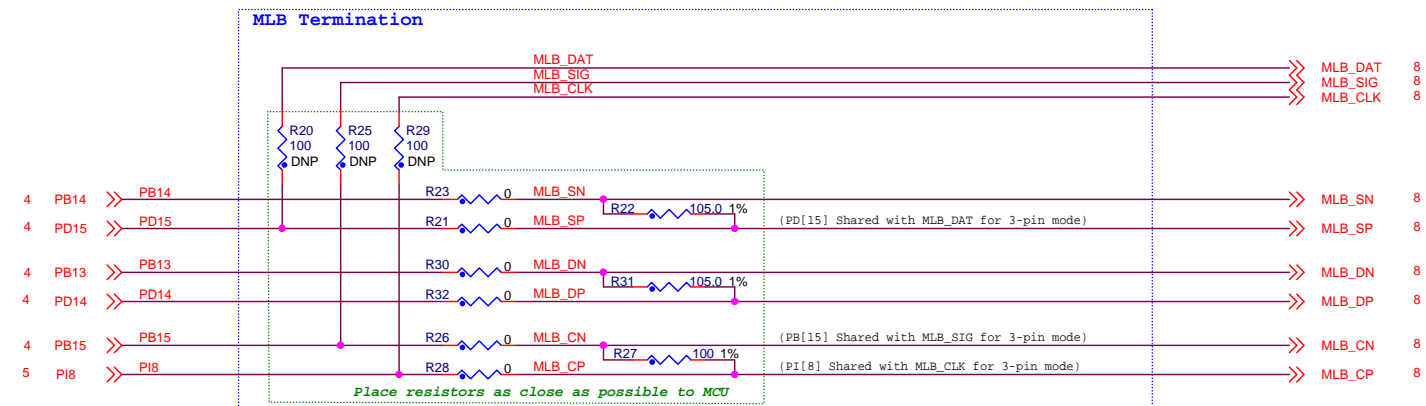 MLB Termination
MLB_DAT MLB_DAT 8
MLB_SIG MLB_SIG 8
MLB_CLK MLB_CLK 8
R20 R25 R29
100 100 100
DNP DNP DNP
4 PB14 PB14 R23 0 MLB_SN MLB_SN 8
R22 105.0 1%
4 PD15 PD15 R21 0 MLB_SP (PD[15] Shared with MLB_DAT for 3-pin mode) MLB_SP 8
4 PB13 PB13 R30 0 MLB_DN MLB_DN 8
R31 105.0 1%
4 PD14 PD14 R32 0 MLB_DP MLB_DP 8
4 PB15 PB15 R26 0 MLB_CN (PB[15] Shared with MLB_SIG for 3-pin mode) MLB_CN 8
R27 100 1%
5 PI8 PI8 R28 0 MLB_CP (PI[8] Shared with MLB_CLK for 3-pin mode) MLB_CP 8
Place resistors as close as possible to MCU